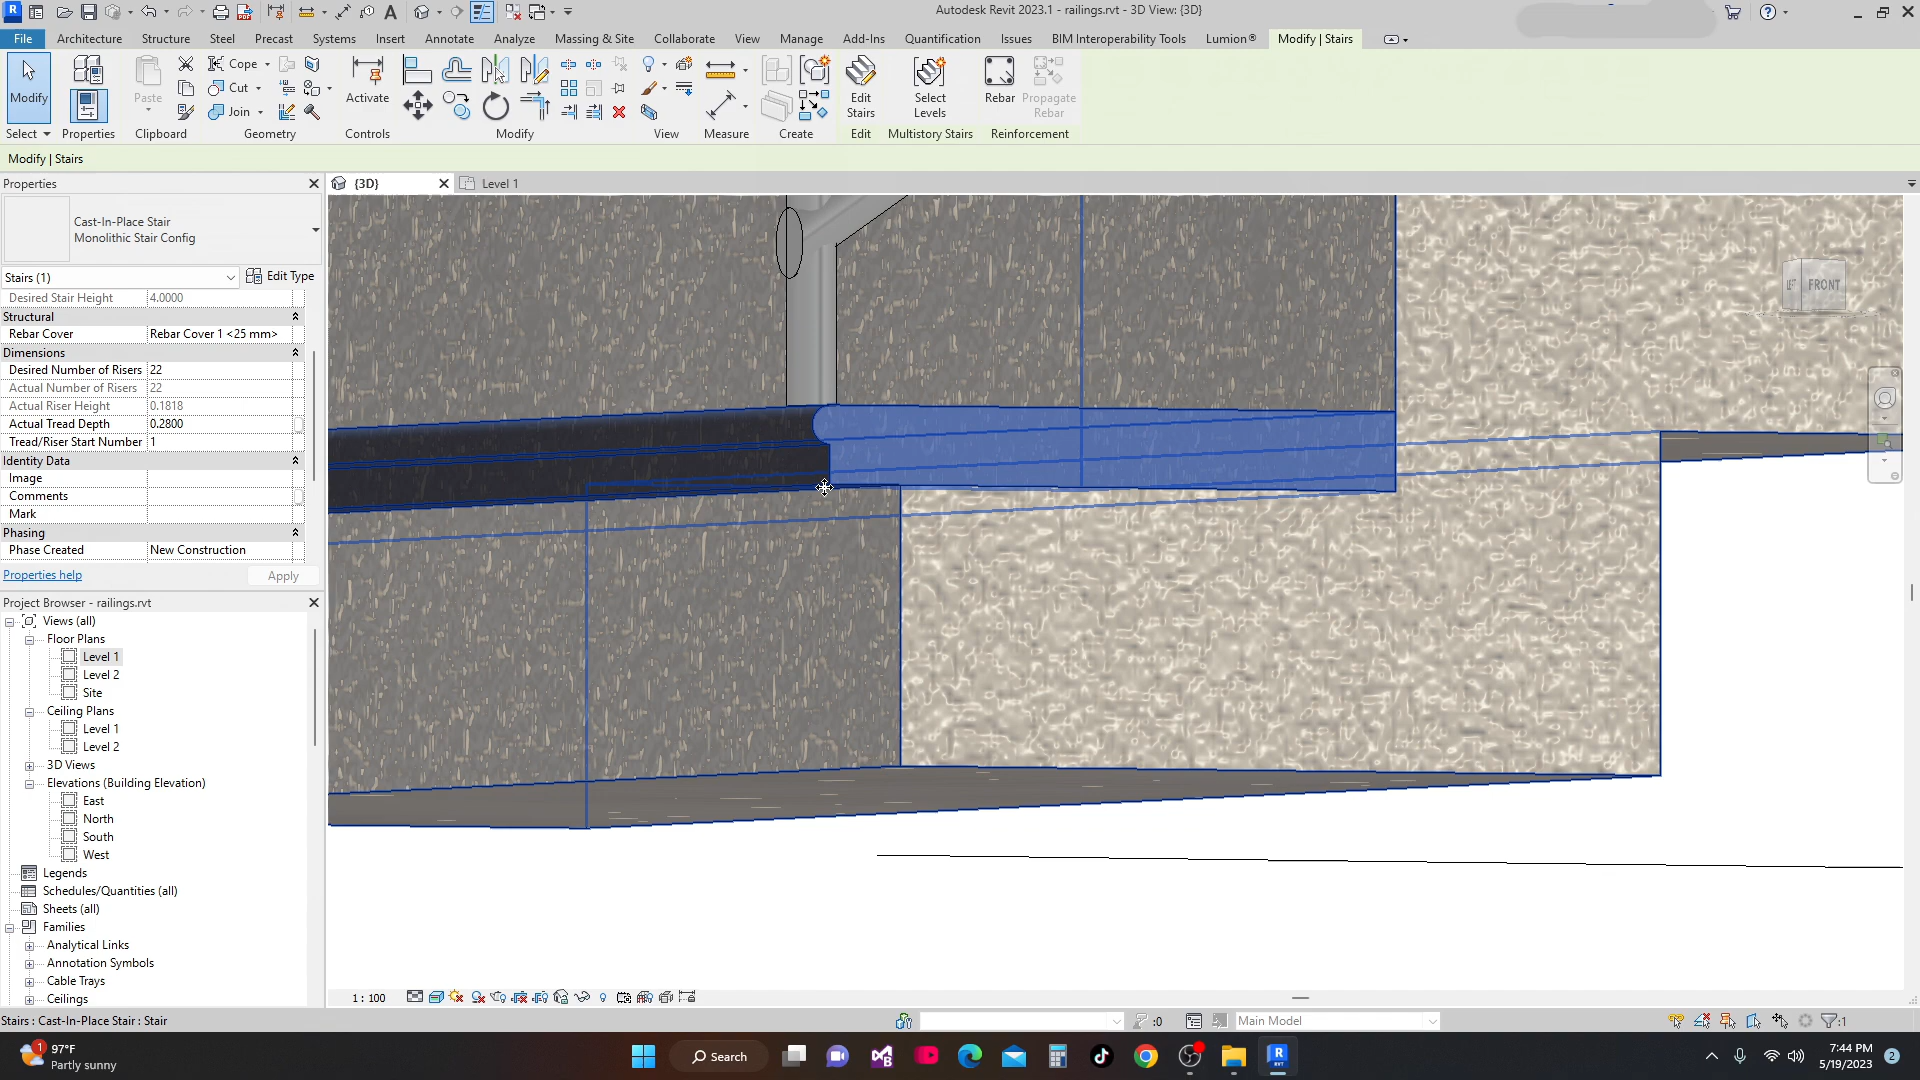 Autodesk Revit 2023.1 - railings.rvt - 3D View: {3D}
File Architecture Structure Steel Precast Systems Insert Annotate Analyze Massing & Site Collaborate View Manage Add-Ins Quantification Issues BIM Interoperability Tools Lumion® Modify | Stairs
Modify
Paste
Cope
Cut
Join
Activate
Edit
Stairs
Select
Levels
Rebar
Propagate
Rebar
Select Properties Clipboard Geometry Controls Modify View Measure Create Edit Multistory Stairs Reinforcement
Modify | Stairs
Properties
{3D}
Level 1
Cast-In-Place Stair
Monolithic Stair Config
Stairs (1)
Edit Type
Desired Stair Height 4.0000
Structural
Rebar Cover Rebar Cover 1 <25 mm>
Dimensions
Desired Number of Risers 22
Actual Number of Risers 22
Actual Riser Height 0.1818
Actual Tread Depth 0.2800
Tread/Riser Start Number 1
Identity Data
Image
Comments
Mark
Phasing
Phase Created New Construction
Properties help
Apply
Project Browser - railings.rvt
Views (all)
Floor Plans
Level 1
Level 2
Site
Ceiling Plans
Level 1
Level 2
3D Views
Elevations (Building Elevation)
East
North
South
West
Legends
Schedules/Quantities (all)
Sheets (all)
Families
Analytical Links
Annotation Symbols
Cable Trays
Ceilings
FRONT
1 : 100
Stairs : Cast-In-Place Stair : Stair
:0
Main Model
:1
1
97°F
Partly sunny
Search
7:44 PM
5/19/2023
2